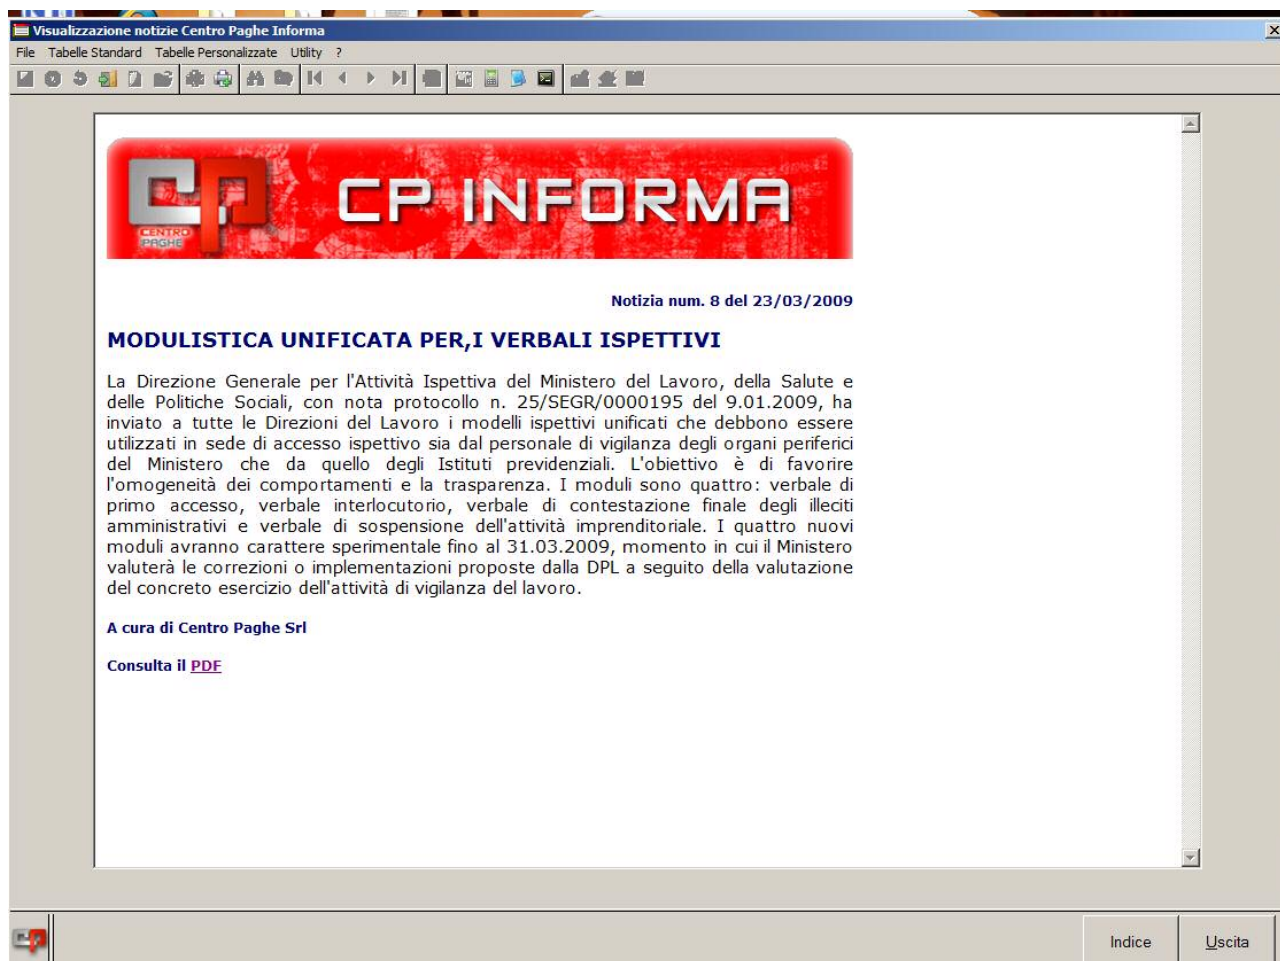 Visualizzazione notizie Centro Paghe Informa
File Tabelle Standard Tabelle Personalizzate Utility ?
CP
CENTRO
PAGHE
CP INFORMA
Notizia num. 8 del 23/03/2009
MODULISTICA UNIFICATA PER,I VERBALI ISPETTIVI
La Direzione Generale per l'Attività Ispettiva del Ministero del Lavoro, della Salute e
delle Politiche Sociali, con nota protocollo n. 25/SEGR/0000195 del 9.01.2009, ha
inviato a tutte le Direzioni del Lavoro i modelli ispettivi unificati che debbono essere
utilizzati in sede di accesso ispettivo sia dal personale di vigilanza degli organi periferici
del Ministero che da quello degli Istituti previdenziali. L'obiettivo è di favorire
l'omogeneità dei comportamenti e la trasparenza. I moduli sono quattro: verbale di
primo accesso, verbale interlocutorio, verbale di contestazione finale degli illeciti
amministrativi e verbale di sospensione dell'attività imprenditoriale. I quattro nuovi
moduli avranno carattere sperimentale fino al 31.03.2009, momento in cui il Ministero
valuterà le correzioni o implementazioni proposte dalla DPL a seguito della valutazione
del concreto esercizio dell'attività di vigilanza del lavoro.
A cura di Centro Paghe Srl
Consulta il PDF
CP
Indice
Uscita